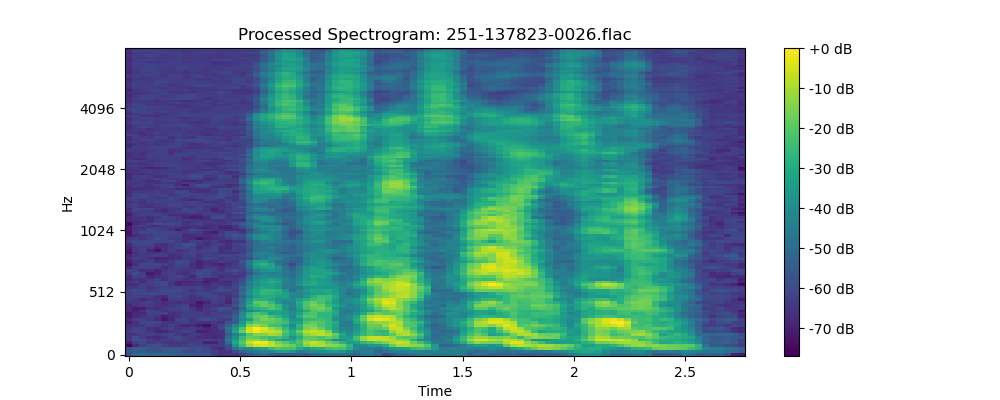 Processed Spectrogram: 251-137823-0026.flac
+0 dB
4096
-10 dB
-20 dB
2048
-30 dB
Hz
-40 dB
1024
-50 dB
512
-60 dB
-70 dB
0
0 0.5 1 1.5 2 2.5
Time